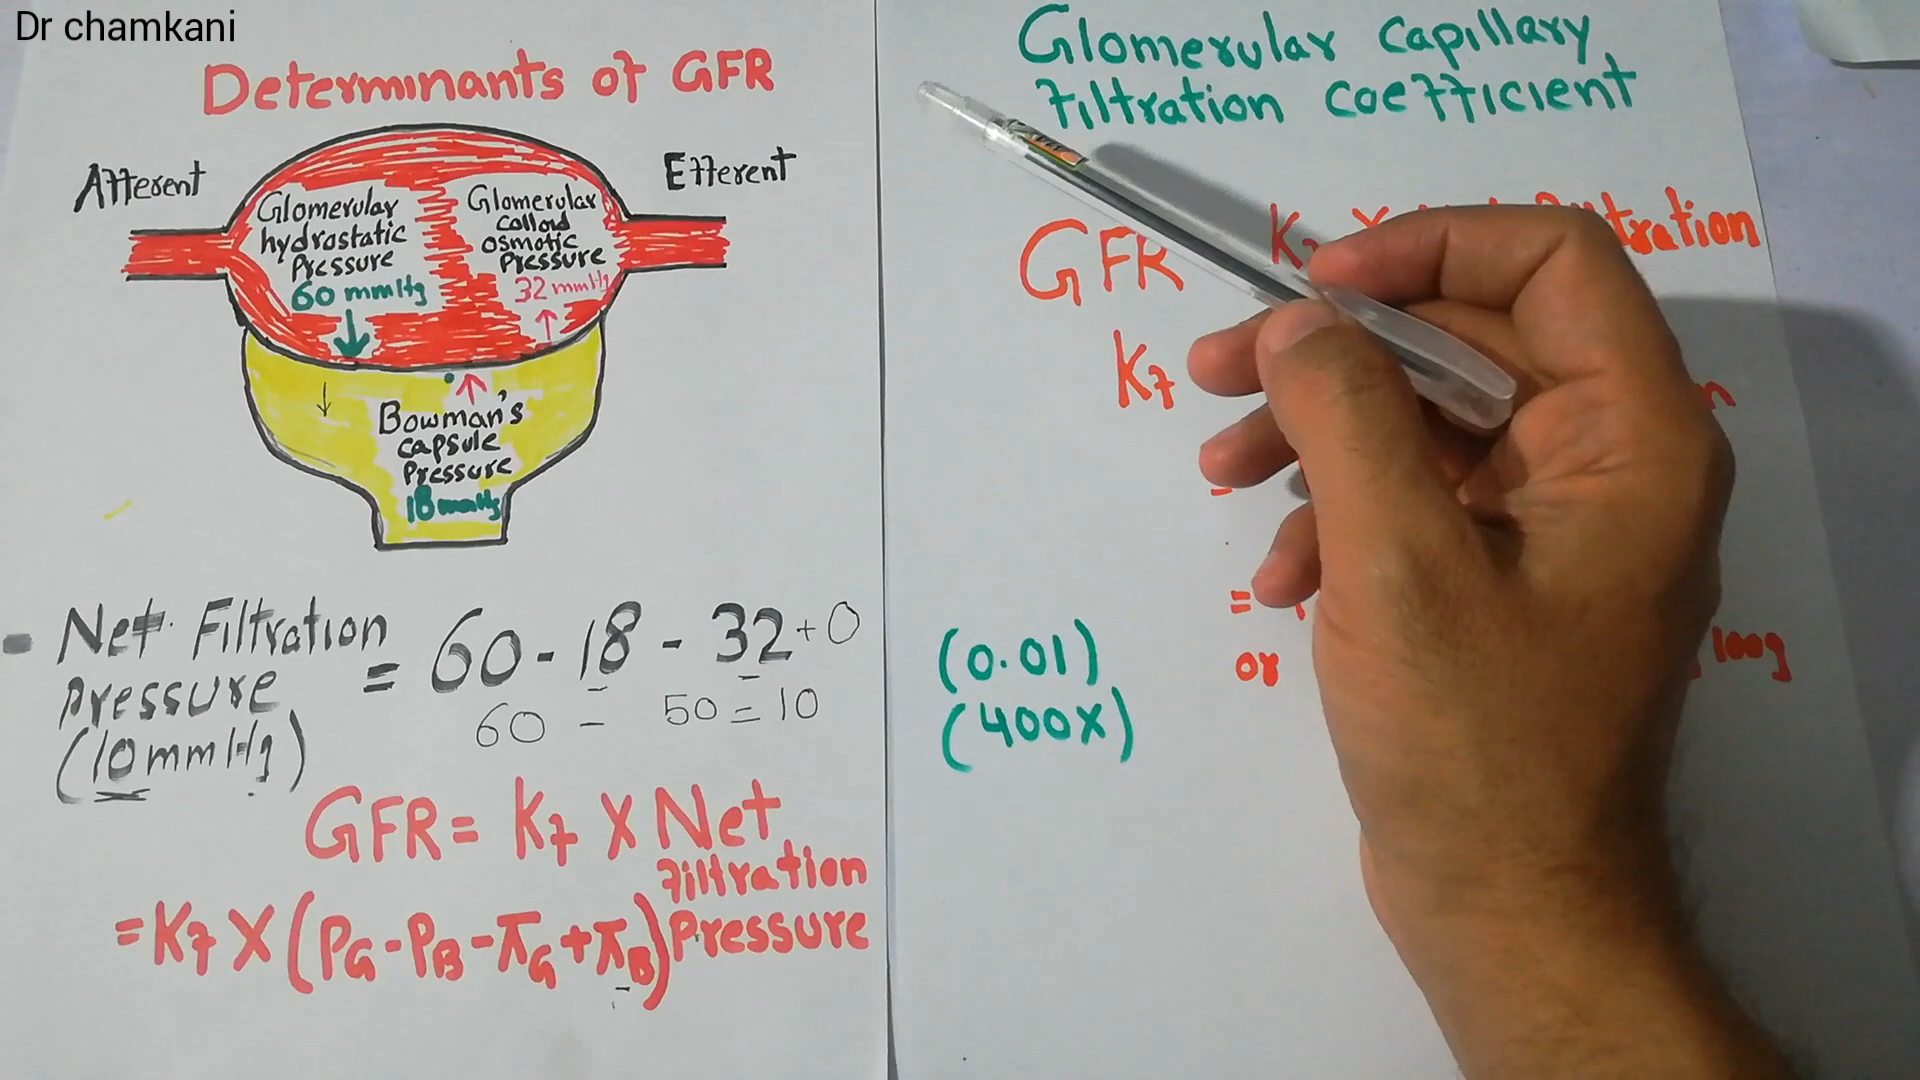 Dr chamkani
Determinants of GFR
Afferent
Efferent
Glomerular
hydrostatic
Pressure
60 mmHg
Glomerular
colloid
osmotic
Pressure
32 mmHg
Bowman's
capsule
Pressure
18 mmHg
Net Filtration
Pressure
(10 mmHg)
= 60 - 18 - 32 + 0
60 - 50 = 10
GFR = Kf X Net
Filtration
Pressure
= Kf X (PG - PB - πG + πB)
Glomerular Capillary
Filtration Coefficient
GFR
Kf X
Kf
=
or
100g
(0.01)
(400X)